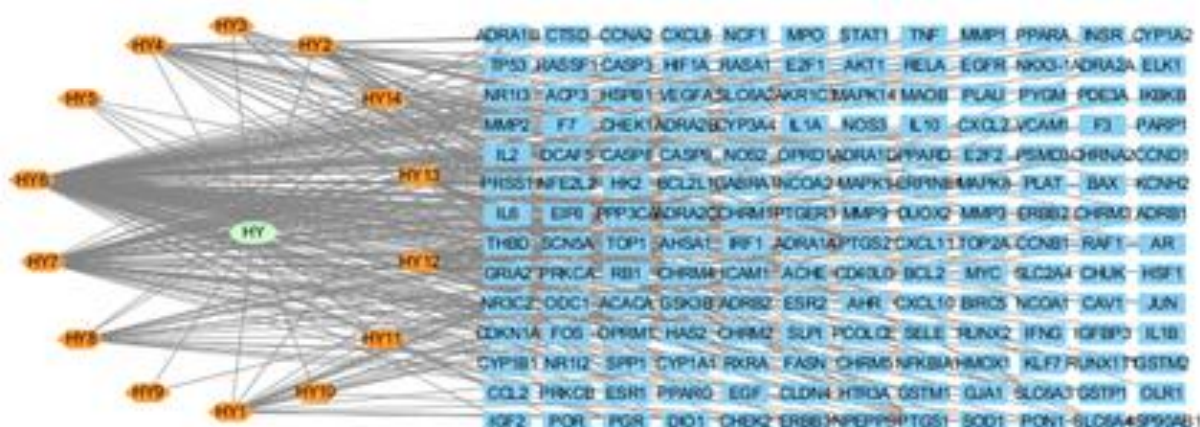 HY3
HY4
HY2
HY5
HY14
HY6
HY13
HY
HY7
HY12
HY8
HY11
HY9
HY10
HY1
ADRA1B CTSD CCNA2 CXCL8 NCF1 MPO STAT1 TNF MMP1 PPARA INSR CYP1A2
TP53 RASSF1 CASP3 HIF1A RASA1 E2F1 AKT1 RELA EGFR NKX3-1 ADRA2A ELK1
NR1I3 ACP3 HSPB1 VEGFA MAPK14 MAOB PLAU PYGM PDE3A IKBKB
MMP2 F7 CHEK1 CYP3A4 IL1A NOS3 IL10 CXCL2 VCAM1 F3 PARP1
IL2 DCAF5 CASP8 CASP9 NOS2 OPRD1 PPARD E2F2 CCND1
PRSS1 NFE2L2 HK2 NCOA2 PLAT BAX KCNH2
IL6 EIF6 MMP9 DUOX2 MMP3 ERBB2 CHRM3 ADRB1
THBD SCN5A TOP1 AHSA1 IRF1 ADRA1A PTGS2 CXCL11 TOP2A CCNB1 RAF1 AR
GRIA2 PRKCA RB1 CHRM4 ICAM1 ACHE CD40LG BCL2 MYC SLC2A4 CHUK HSF1
NR3C2 ODC1 ACACA GSK3B ADRB2 ESR2 AHR CXCL10 BIRC5 NCOA1 CAV1 JUN
CDKN1A FOS OPRM1 HAS2 CHRM2 SLPI PCOLCE SELE RUNX2 IFNG IGFBP3 IL1B
CYP1B1 NR1I2 SPP1 CYP1A1 RXRA FASN CHRM5 NFKBIA HMOX1 KLF7 RUNX1T1 GSTM2
CCL2 PRKCB ESR1 PPARG EGF CLDN4 HTR3A GSTM1 GJA1 SLC6A3 GSTP1 OLR1
IGF2 POR PGR DIO1 CHEK2 ERBB3 PTGS1 SOD1 PON1 SLC6A4